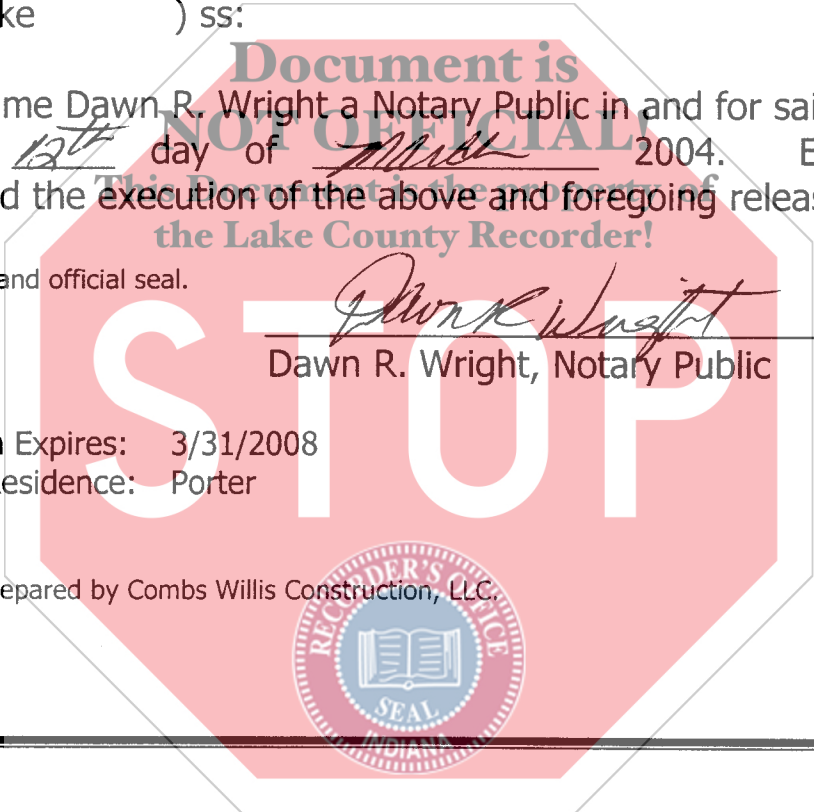 ke ) ss:
Document is
me Dawn R. Wright a Notary Public in and for sai
NOT OFFICIAL!
12th day of March 2004. E
This Document is the property of
d the execution of the above and foregoing releas
the Lake County Recorder!
and official seal.
Dawn R Wright
Dawn R. Wright, Notary Public
STOP
n Expires: 3/31/2008
esidence: Porter
epared by Combs Willis Construction, LLC.
RECORDER'S OFFICE
SEAL
INDIANA